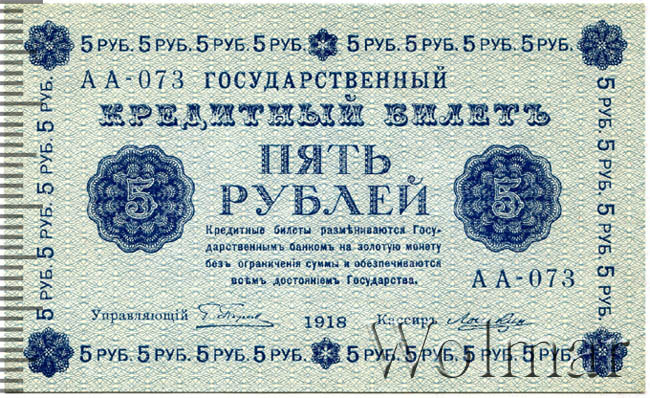 5 РУБ. 5 РУБ. 5 РУБ. 5 РУБ. 5 РУБ. 5 РУБ. 5 РУБ. 5 РУБ.
АА-073 ГОСУДАРСТВЕННЫЙ
КРЕДИТНЫЙ БИЛЕТЪ
5 ПЯТЬ 5
РУБЛЕЙ
Кредитные билеты размѣниваются Госу-
дарственнымъ банкомъ на золотую монету
безъ ограниченія суммы и обезпечиваются
всѣмъ достояніемъ Государства.
АА-073
Управляющій
1918
Кассиръ
5 РУБ. 5 РУБ. 5 РУБ. 5 РУБ. 5 РУБ. 5 РУБ. 5 РУБ. 5 РУБ.
5 РУБ. 5 РУБ. 5 РУБ. 5 РУБ.
5 РУБ. 5 РУБ. 5 РУБ. 5 РУБ.
Wolmar